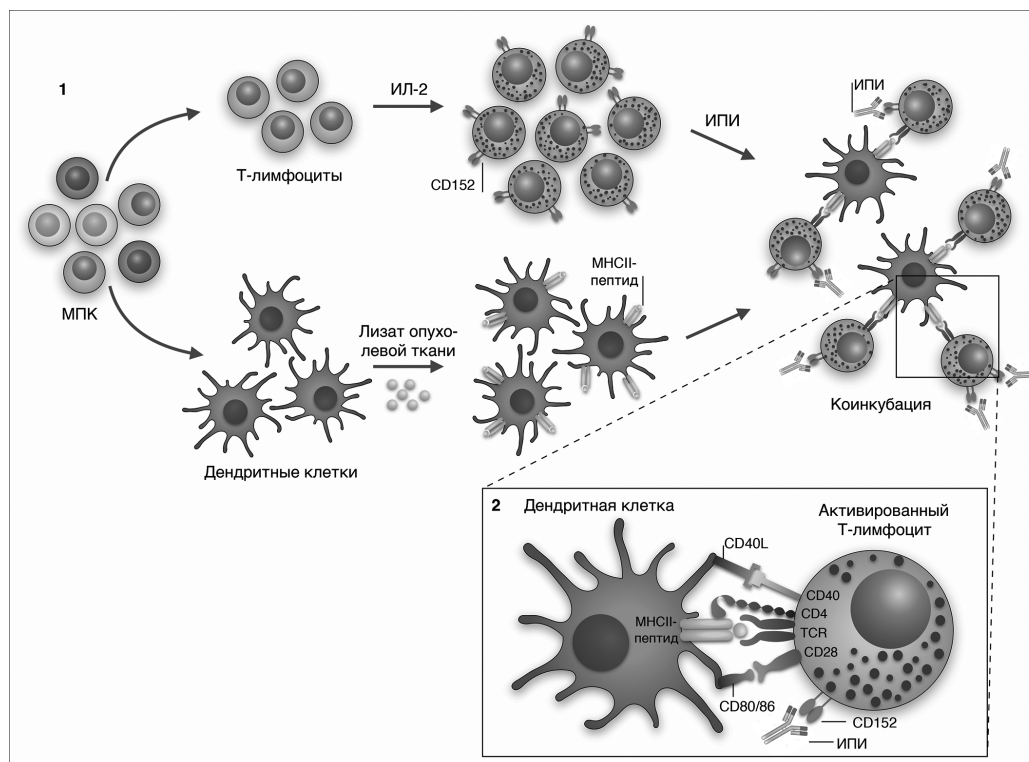 1
Т-лимфоциты
ИЛ-2
CD152
ИПИ
ИПИ
МПК
Дендритные клетки
Лизат опухо-
левой ткани
MHCII-
пептид
Коинкубация
2
Дендритная клетка
Активированный
Т-лимфоцит
CD40L
CD40
CD4
MHCII-
пептид
TCR
CD28
CD80/86
CD152
ИПИ